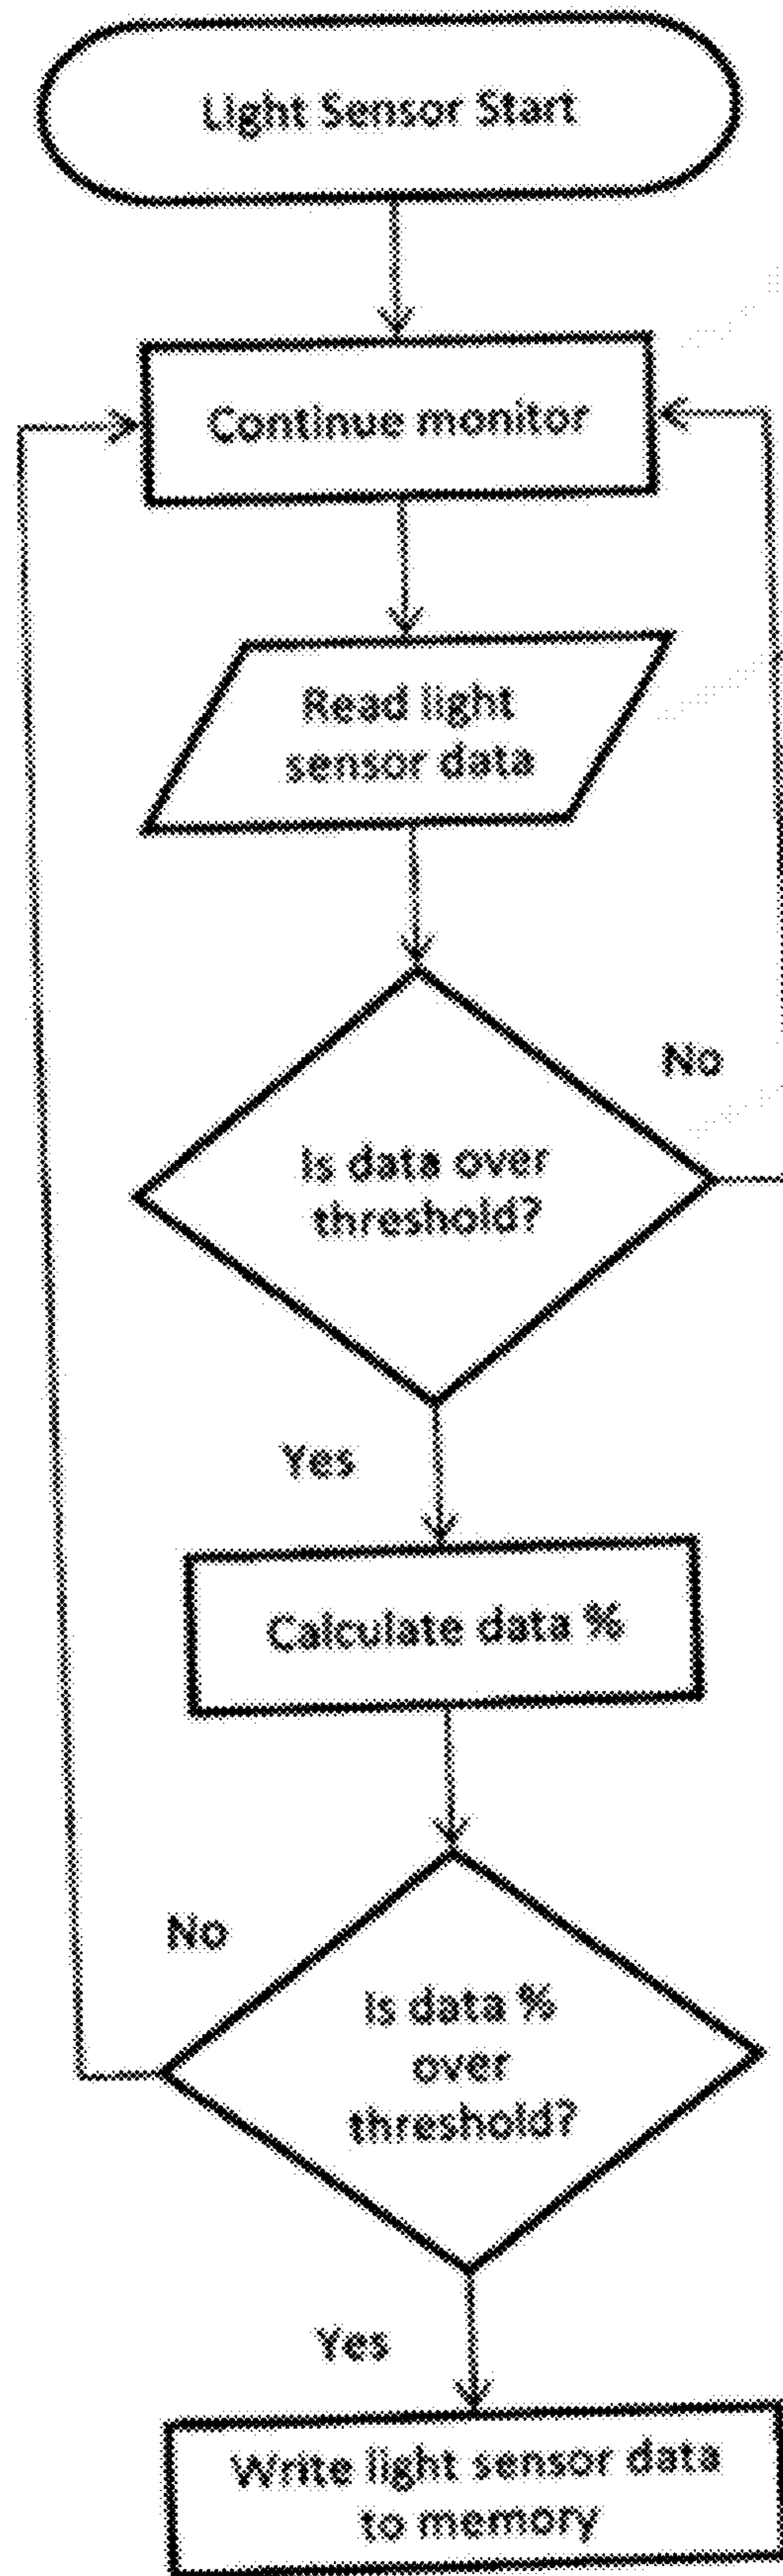 Light Sensor Start
Continue monitor
Read light
sensor data
No
Is data over
threshold?
Yes
Calculate data %
No
Is data %
over
threshold?
Yes
Write light sensor data
to memory